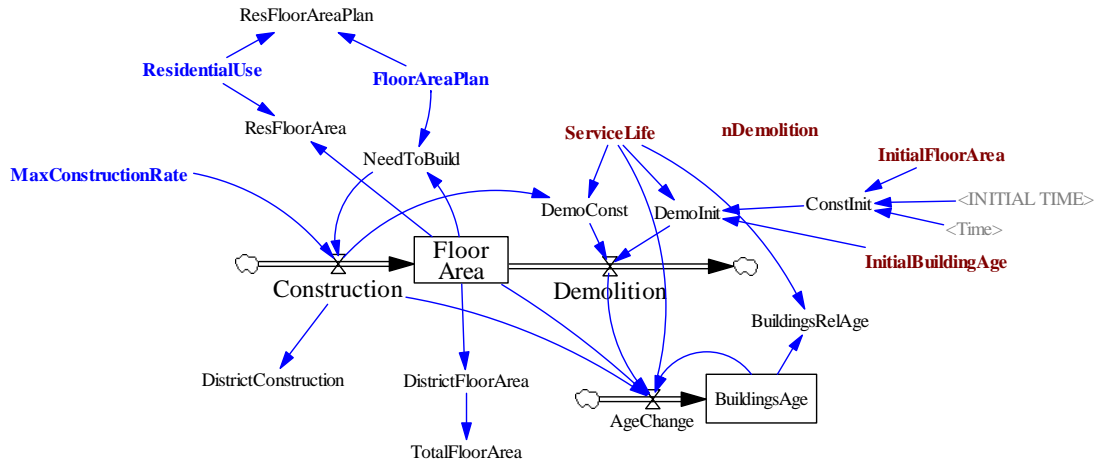 ResFloorAreaPlan
ResidentialUse
FloorAreaPlan
ResFloorArea
ServiceLife
nDemolition
NeedToBuild
InitialFloorArea
MaxConstructionRate
DemoConst
DemoInit
ConstInit
<INITIAL TIME>
<Time>
Floor
Area
InitialBuildingAge
Construction
Demolition
BuildingsRelAge
DistrictConstruction
DistrictFloorArea
BuildingsAge
AgeChange
TotalFloorArea